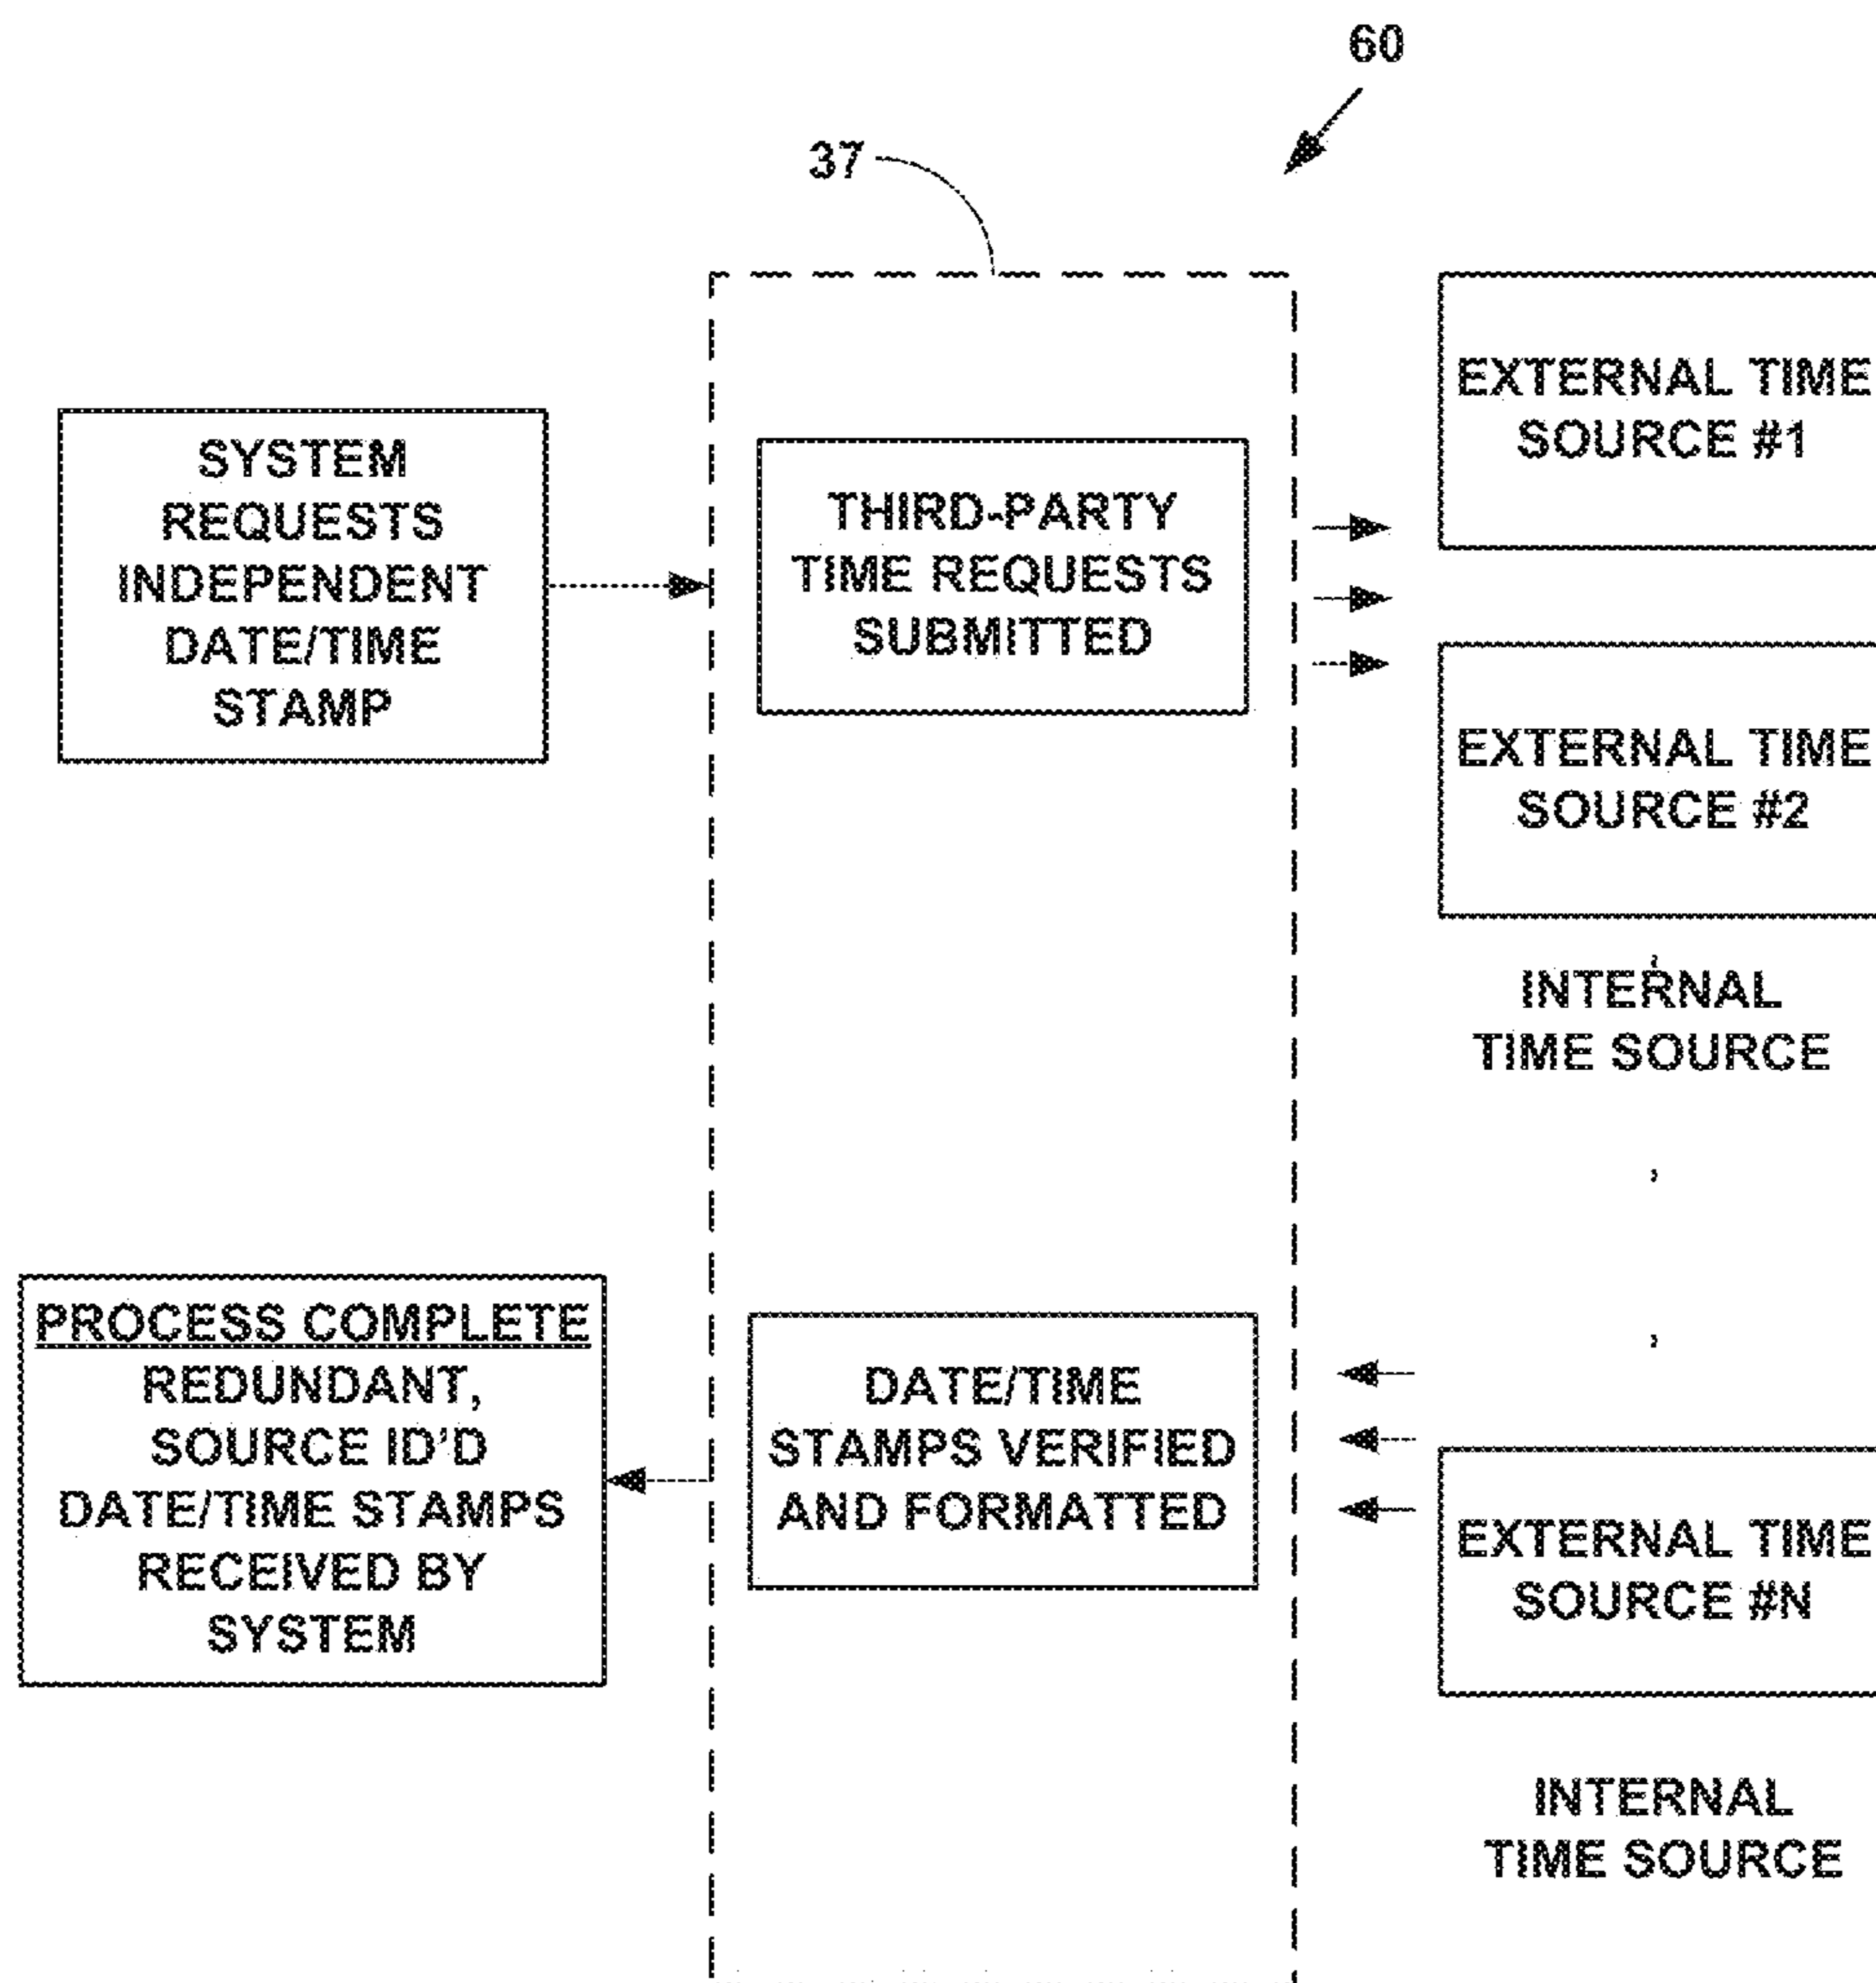 60
37
SYSTEM
REQUESTS
INDEPENDENT
DATE/TIME
STAMP
THIRD-PARTY
TIME REQUESTS
SUBMITTED
EXTERNAL TIME
SOURCE #1
EXTERNAL TIME
SOURCE #2
INTERNAL
TIME SOURCE
PROCESS COMPLETE
REDUNDANT,
SOURCE ID'D
DATE/TIME STAMPS
RECEIVED BY
SYSTEM
DATE/TIME
STAMPS VERIFIED
AND FORMATTED
EXTERNAL TIME
SOURCE #N
INTERNAL
TIME SOURCE